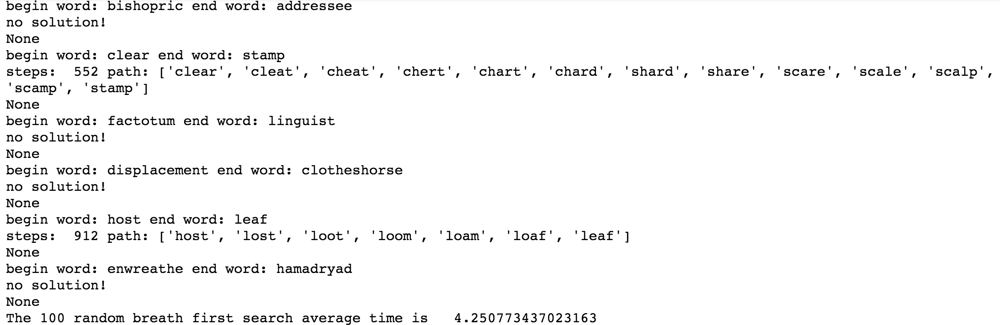 begin word: bishopric end word: addressee
no solution!
None
begin word: clear end word: stamp
steps:  552 path: ['clear', 'cleat', 'cheat', 'chert', 'chart', 'chard', 'shard', 'share', 'scare', 'scale', 'scalp',
'scamp', 'stamp']
None
begin word: factotum end word: linguist
no solution!
None
begin word: displacement end word: clotheshorse
no solution!
None
begin word: host end word: leaf
steps:  912 path: ['host', 'lost', 'loot', 'loom', 'loam', 'loaf', 'leaf']
None
begin word: enwreathe end word: hamadryad
no solution!
None
The 100 random breath first search average time is   4.250773437023163